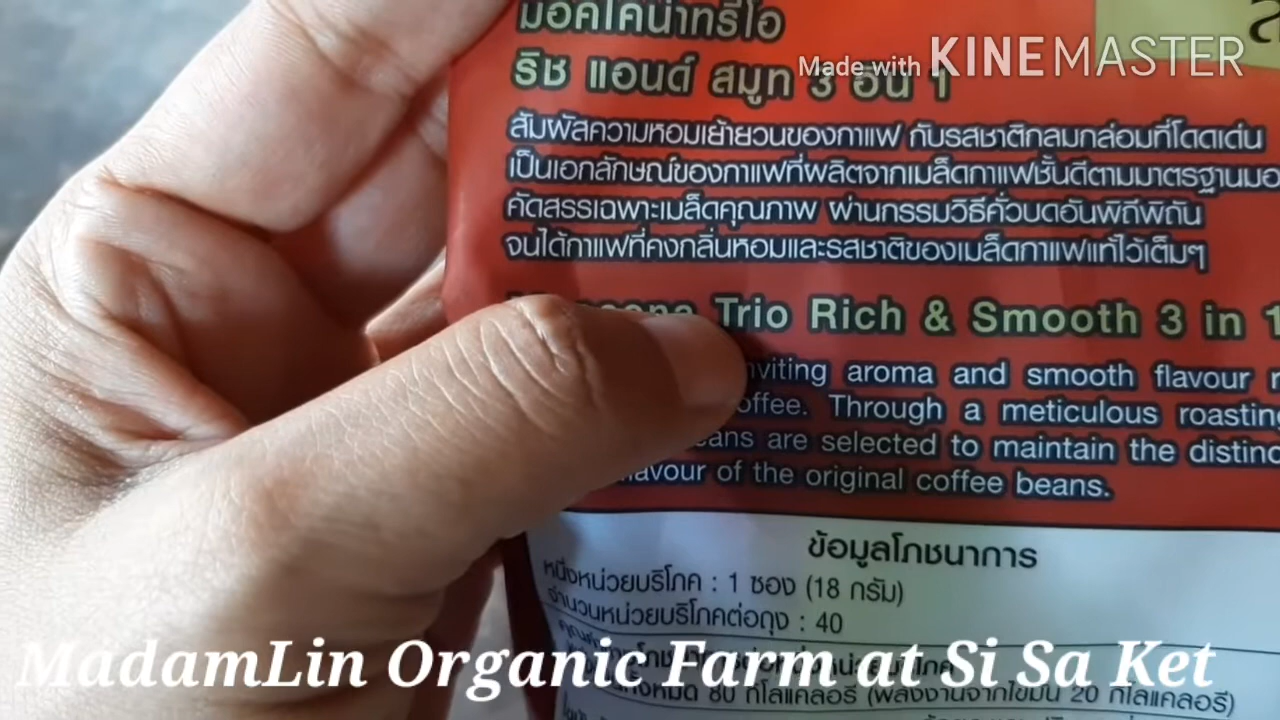 มอคโคน่าทรีโอ
Made with KINEMASTER
ริช แอนด์ สมูท 3 อิน 1
สัมผัสความหอมเย้ายวนของกาแฟ กับรสชาติกลมกล่อมที่โดดเด่น
เป็นเอกลักษณ์ของกาแฟที่ผลิตจากเมล็ดกาแฟชั้นดีตามมาตรฐานมอ
คัดสรรเฉพาะเมล็ดคุณภาพ ผ่านกรรมวิธีคั่วบดอันพิถีพิถัน
จนได้กาแฟที่คงกลิ่นหอมและรสชาติของเมล็ดกาแฟแท้ไว้เต็มๆ
Trio Rich & Smooth 3 in 1
nviting aroma and smooth flavour
offee. Through a meticulous roasting
ans are selected to maintain the distinc
lavour of the original coffee beans.
ข้อมูลโภชนาการ
หนึ่งหน่วยบริโภค : 1 ซอง (18 กรัม)
จำนวนหน่วยบริโภคต่อถุง : 40
MadamLin Organic Farm at Si Sa Ket
ทั้งหมด 80 กิโลแคลอรี (พลังงานจากไขมัน 20 กิโลแคลอรี)